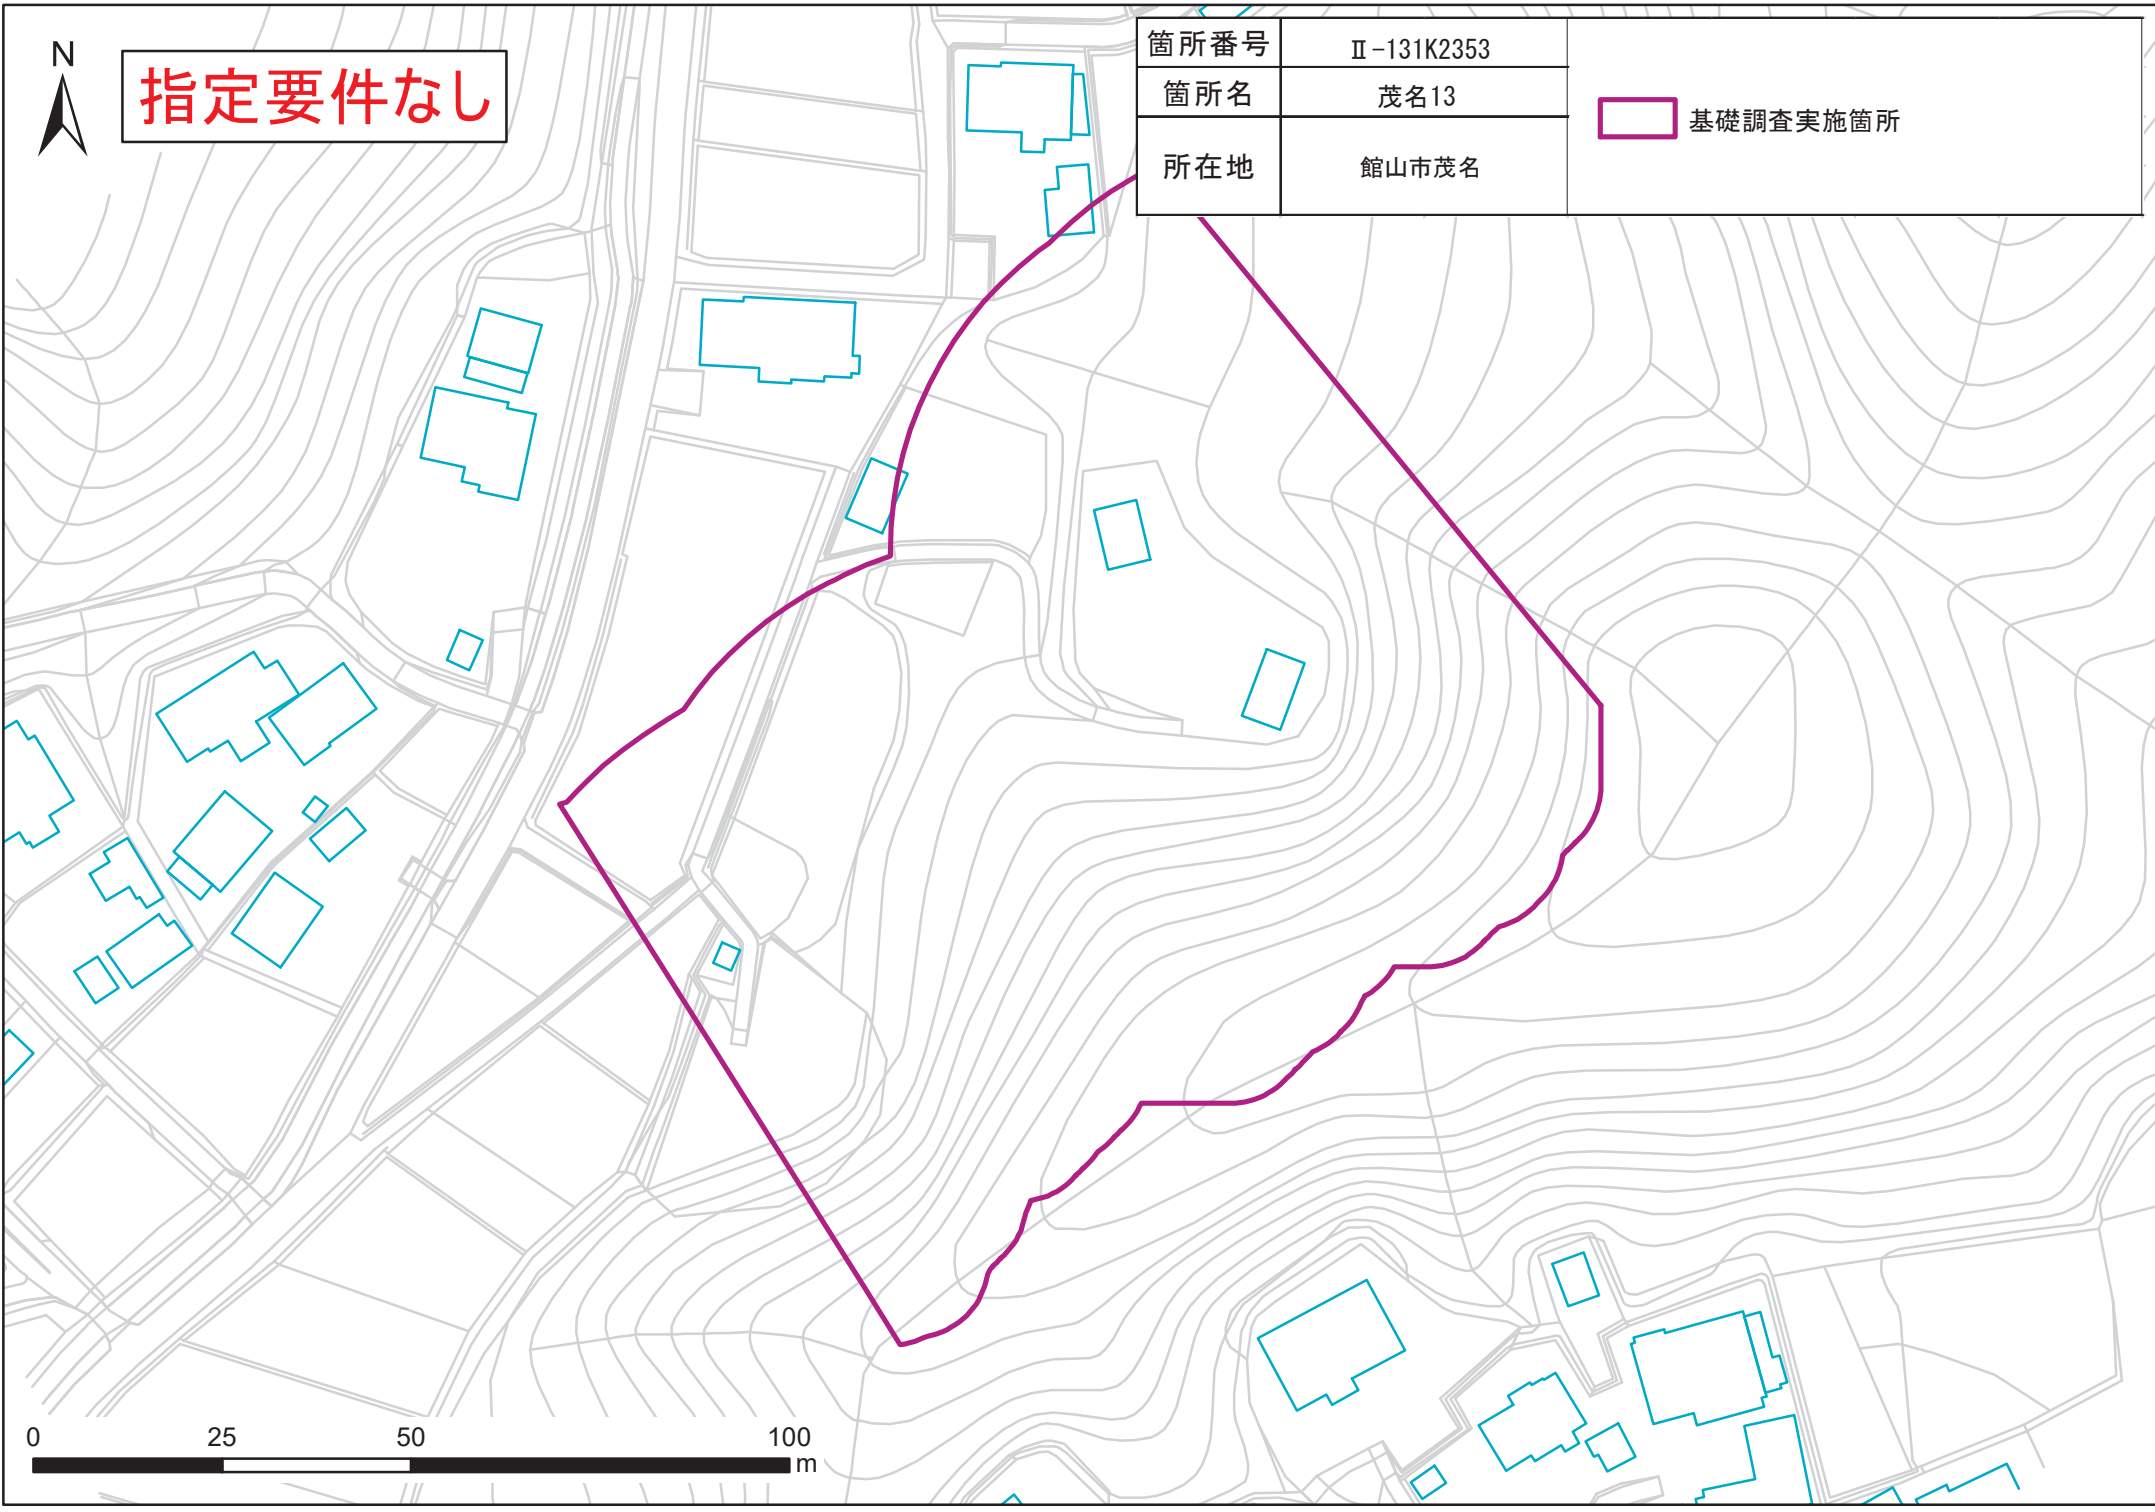 N
指定要件なし
箇所番号 Ⅱ-131K2353
箇所名 茂名13
所在地 館山市茂名
基礎調査実施箇所
0 25 50 100
m